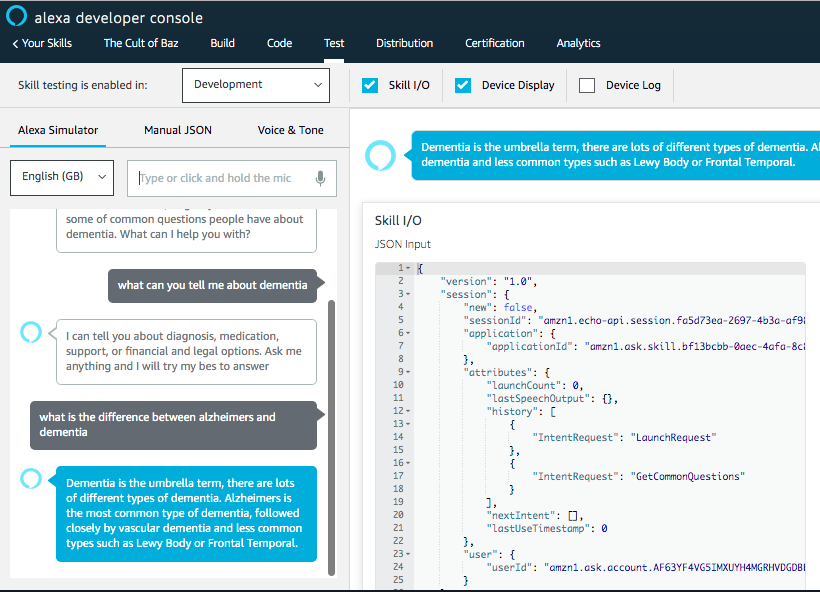 alexa developer console
Your Skills The Cult of Baz Build Code Test Distribution Certification Analytics
Skill testing is enabled in: Development Skill I/O Device Display Device Log
Alexa Simulator Manual JSON Voice & Tone
English (GB) Type or click and hold the mic
some of common questions people have about
dementia. What can I help you with?
what can you tell me about dementia
I can tell you about diagnosis, medication,
support, or financial and legal options. Ask me
anything and I will try my bes to answer
what is the difference between alzheimers and
dementia
Dementia is the umbrella term, there are lots
of different types of dementia. Alzheimers is
the most common type of dementia, followed
closely by vascular dementia and less common
types such as Lewy Body or Frontal Temporal.
Dementia is the umbrella term, there are lots of different types of dementia.
dementia and less common types such as Lewy Body or Frontal Temporal.
Skill I/O
JSON Input
1 {
2 "version": "1.0",
3 "session": {
4 "new": false,
5 "sessionId": "amzn1.echo-api.session.fa5d73ea-2697-4b3a-af98
6 "application": {
7 "applicationId": "amzn1.ask.skill.bf13bcbb-0aec-4afa-8c8
8 },
9 "attributes": {
10 "launchCount": 0,
11 "lastSpeechOutput": {},
12 "history": [
13 {
14 "IntentRequest": "LaunchRequest"
15 },
16 {
17 "IntentRequest": "GetCommonQuestions"
18 }
19 ],
20 "nextIntent": [],
21 "lastUseTimestamp": 0
22 },
23 "user": {
24 "userId": "amzn1.ask.account.AF63YF4VG5IMXUYH4MGRHVDGDB
25 }